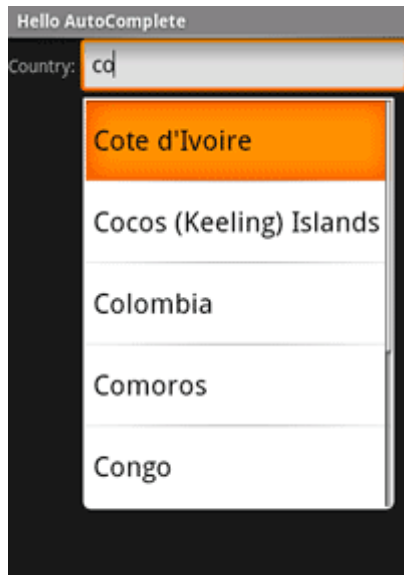 Hello AutoComplete
Country: co
Cote d'Ivoire
Cocos (Keeling) Islands
Colombia
Comoros
Congo